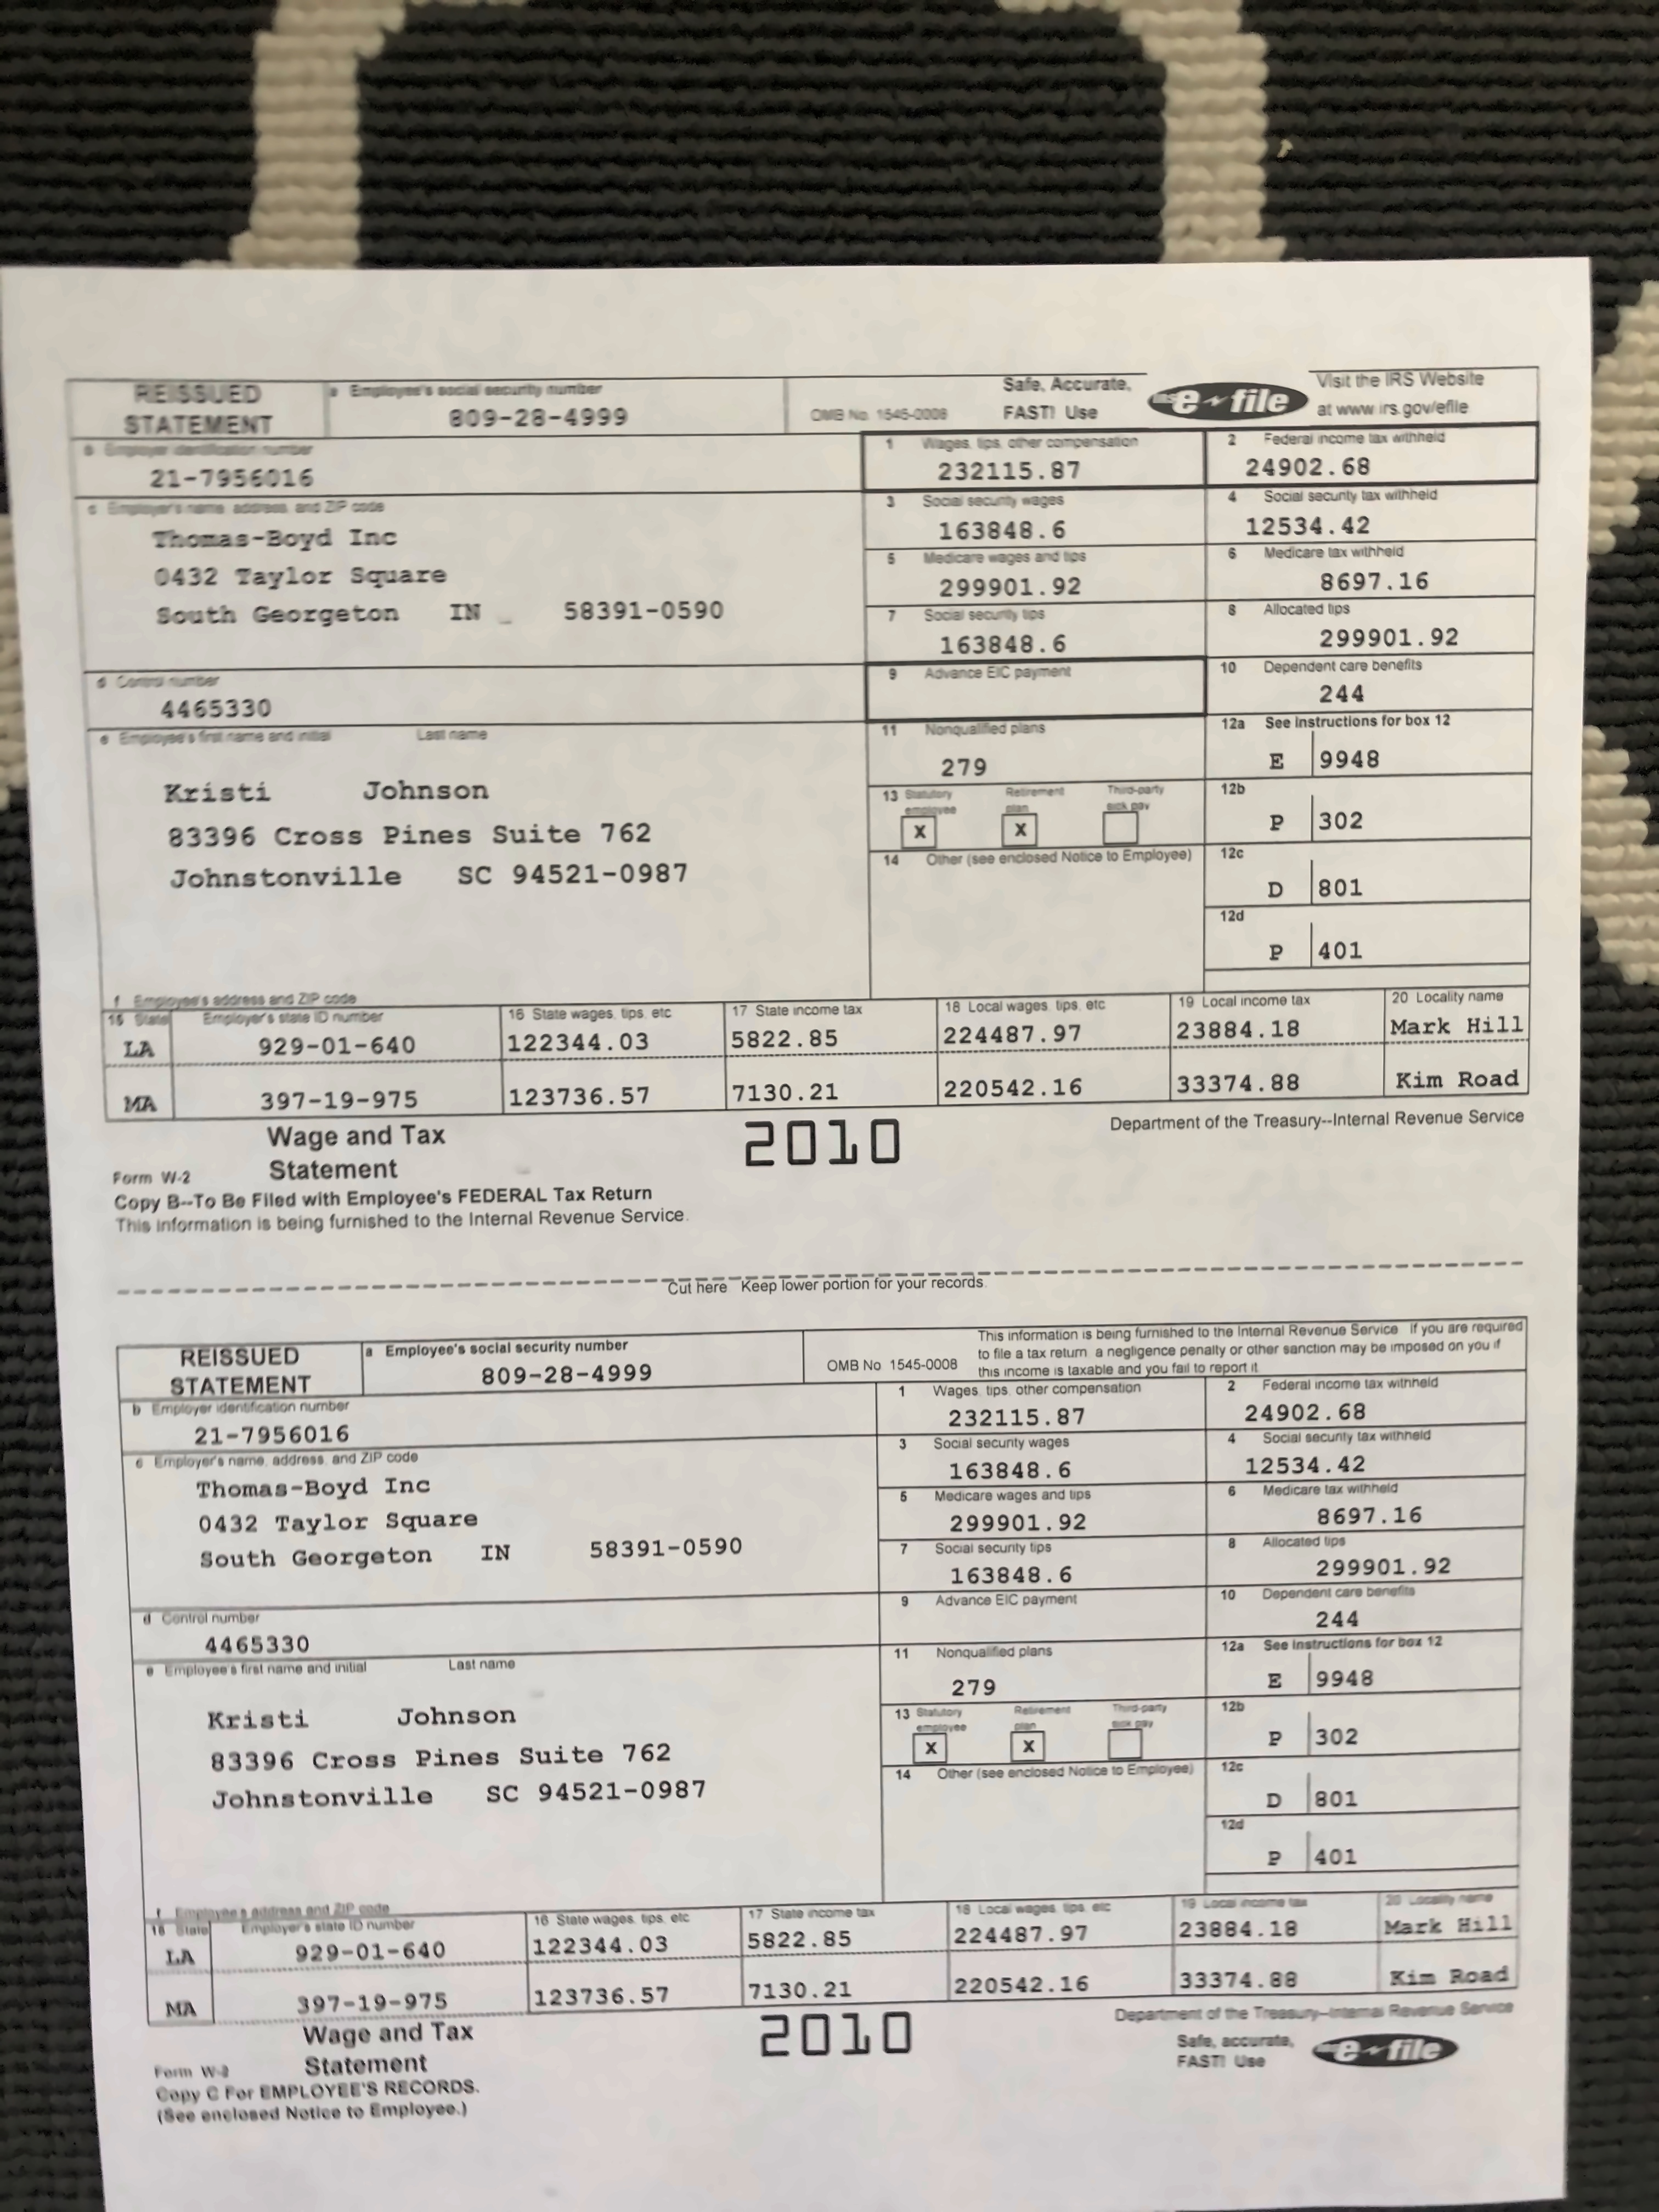 REISSUED STATEMENT
a Employee's social security number
809-28-4999
OMB No. 1545-0008
Safe, Accurate, FAST! Use
e file
Visit the IRS Website at www.irs.gov/efile
b Employer identification number
21-7956016
1 Wages, tips, other compensation
232115.87
2 Federal income tax withheld
24902.68
c Employer's name, address, and ZIP code
Thomas-Boyd Inc
0432 Taylor Square
South Georgeton IN 58391-0590
3 Social security wages
163848.6
4 Social security tax withheld
12534.42
5 Medicare wages and tips
299901.92
6 Medicare tax withheld
8697.16
7 Social security tips
163848.6
8 Allocated tips
299901.92
d Control number
4465330
9 Advance EIC payment
10 Dependent care benefits
244
e Employee's first name and initial Last name
Kristi Johnson
83396 Cross Pines Suite 762
Johnstonville SC 94521-0987
11 Nonqualified plans
279
12a See instructions for box 12
E 9948
13 Statutory employee Retirement plan Third-party sick pay
X X
12b
P 302
14 Other (see enclosed Notice to Employee)
12c
D 801
12d
P 401
f Employee's address and ZIP code
15 State Employer's state ID number 16 State wages, tips, etc 17 State income tax 18 Local wages, tips, etc 19 Local income tax 20 Locality name
LA 929-01-640 122344.03 5822.85 224487.97 23884.18 Mark Hill
MA 397-19-975 123736.57 7130.21 220542.16 33374.88 Kim Road
Form W-2 Wage and Tax Statement 2010 Department of the Treasury--Internal Revenue Service
Copy B--To Be Filed with Employee's FEDERAL Tax Return
This information is being furnished to the Internal Revenue Service.
Cut here Keep lower portion for your records.
REISSUED STATEMENT
a Employee's social security number
809-28-4999
OMB No 1545-0008
This information is being furnished to the Internal Revenue Service If you are required
to file a tax return a negligence penalty or other sanction may be imposed on you if
this income is taxable and you fail to report it
b Employer identification number
21-7956016
1 Wages, tips, other compensation
232115.87
2 Federal income tax withheld
24902.68
c Employer's name, address, and ZIP code
Thomas-Boyd Inc
0432 Taylor Square
South Georgeton IN 58391-0590
3 Social security wages
163848.6
4 Social security tax withheld
12534.42
5 Medicare wages and tips
299901.92
6 Medicare tax withheld
8697.16
7 Social security tips
163848.6
8 Allocated tips
299901.92
d Control number
4465330
9 Advance EIC payment
10 Dependent care benefits
244
e Employee's first name and initial Last name
Kristi Johnson
83396 Cross Pines Suite 762
Johnstonville SC 94521-0987
11 Nonqualified plans
279
12a See instructions for box 12
E 9948
13 Statutory employee Retirement plan Third-party sick pay
X X
12b
P 302
14 Other (see enclosed Notice to Employee)
12c
D 801
12d
P 401
f Employee's address and ZIP code
15 State Employer's state ID number 16 State wages, tips, etc 17 State income tax 18 Local wages, tips, etc 19 Local income tax 20 Locality name
LA 929-01-640 122344.03 5822.85 224487.97 23884.18 Mark Hill
MA 397-19-975 123736.57 7130.21 220542.16 33374.88 Kim Road
Form W-2 Wage and Tax Statement 2010 Department of the Treasury--Internal Revenue Service
Safe, accurate, FAST! Use
e file
Copy C For EMPLOYEE'S RECORDS.
(See enclosed Notice to Employee.)